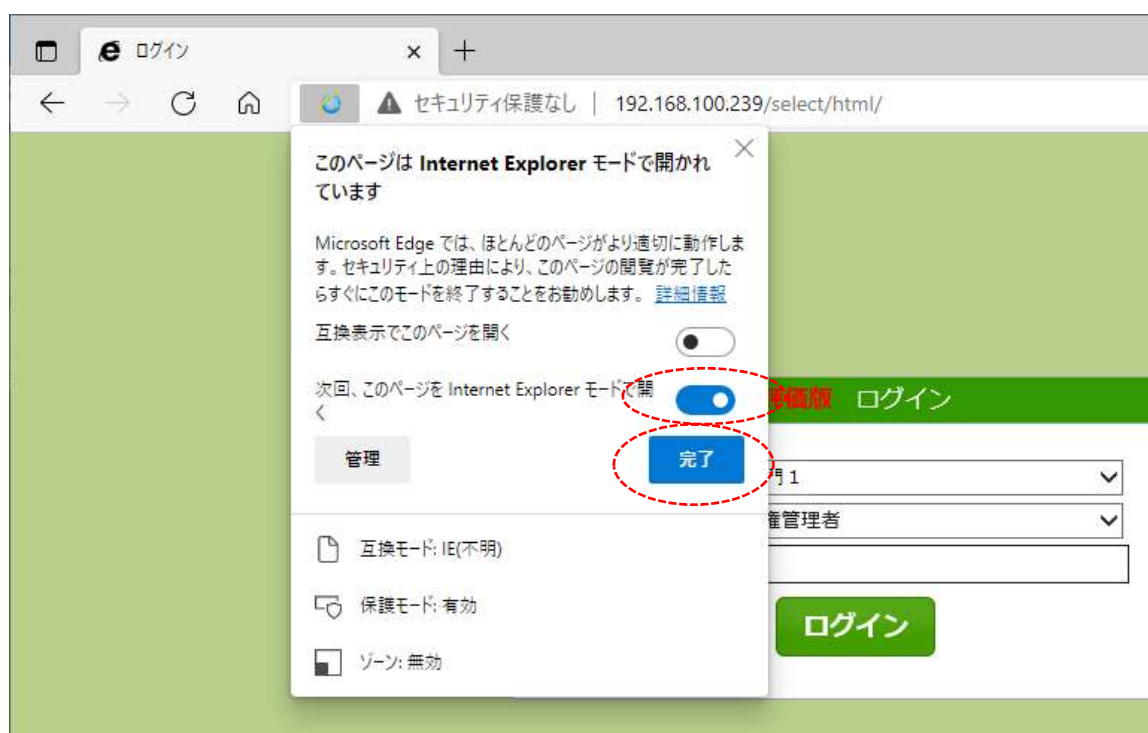 ログイン
セキュリティ保護なし | 192.168.100.239/select/html/
このページは Internet Explorer モードで開かれ
ています
Microsoft Edge では、ほとんどのページがより適切に動作しま
す。セキュリティ上の理由により、このページの閲覧が完了した
らすぐにこのモードを終了することをお勧めします。 詳細情報
互換表示でこのページを開く
次回、このページを Internet Explorer モードで開
く
管理
完了
互換モード: IE(不明)
保護モード: 有効
ゾーン: 無効
価版 ログイン
1
管理者
ログイン